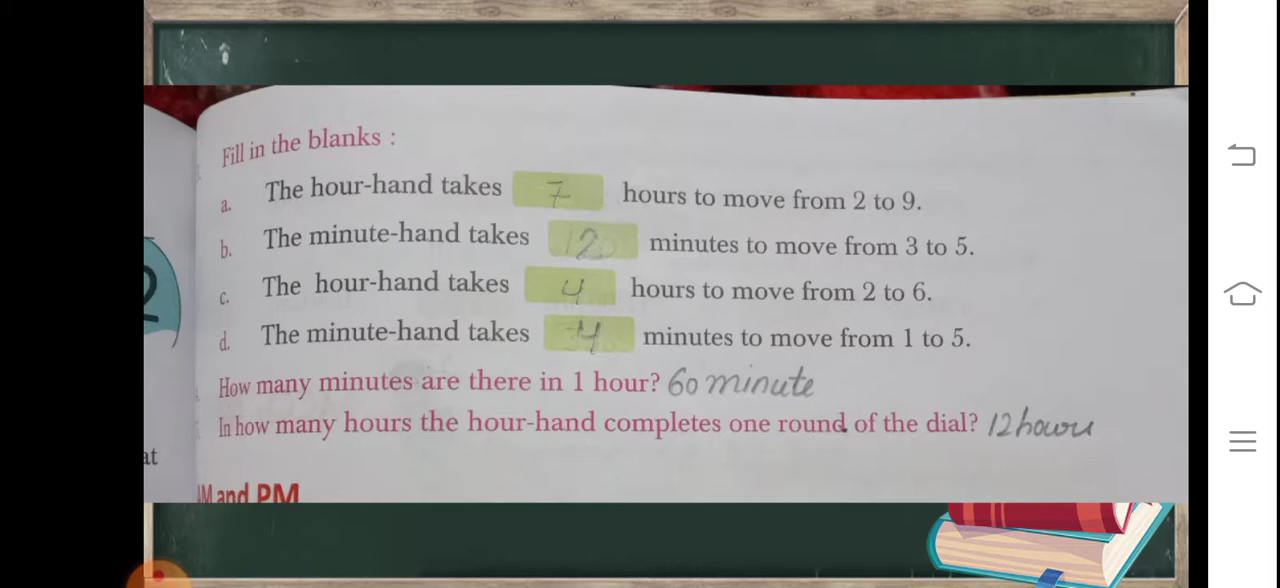 Fill in the blanks :
a. The hour-hand takes 7 hours to move from 2 to 9.
b. The minute-hand takes 12 minutes to move from 3 to 5.
c. The hour-hand takes 4 hours to move from 2 to 6.
d. The minute-hand takes 4 minutes to move from 1 to 5.
How many minutes are there in 1 hour? 60 minute
In how many hours the hour-hand completes one round of the dial? 12 hours
at
M and PM